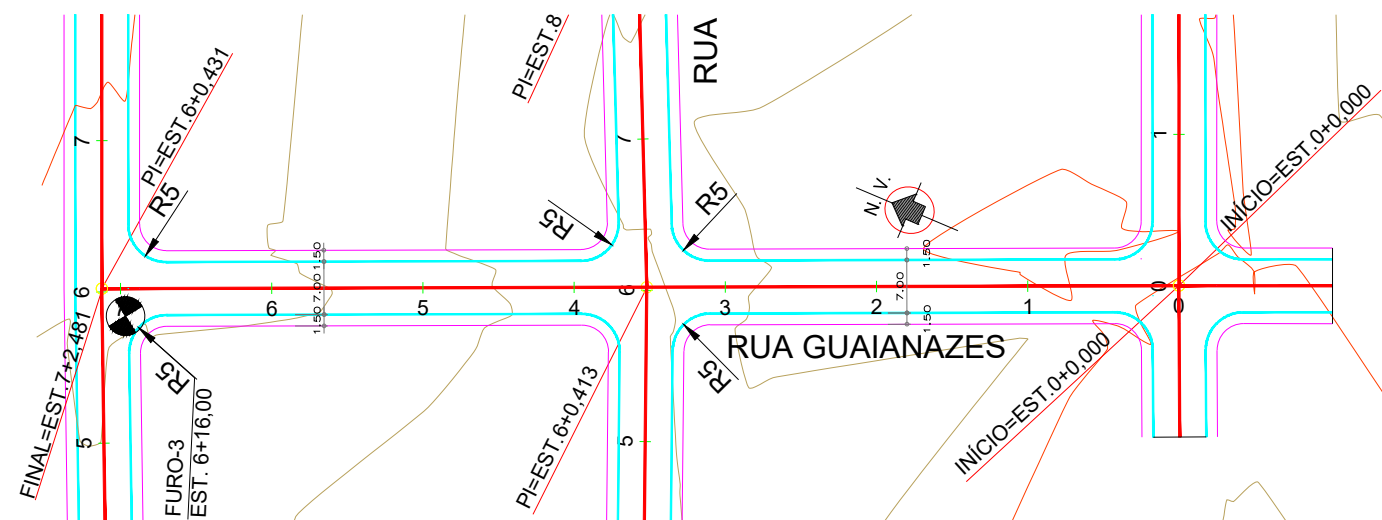 PI=EST.6+0,431
PI=EST.8
RUA
7
7
1
R5
R5
R5
N. V.
INÍCIO=EST.0+0,000
1.50
7.00
1.50
1.50
7.00
1.50
6
6
0
6
5
4
3
2
1
0
RUA GUAIANAZES
FINAL=EST.7+2,481
R5
R5
FURO-3
EST. 6+16,00
PI=EST.6+0,413
INÍCIO=EST.0+0,000
5
5